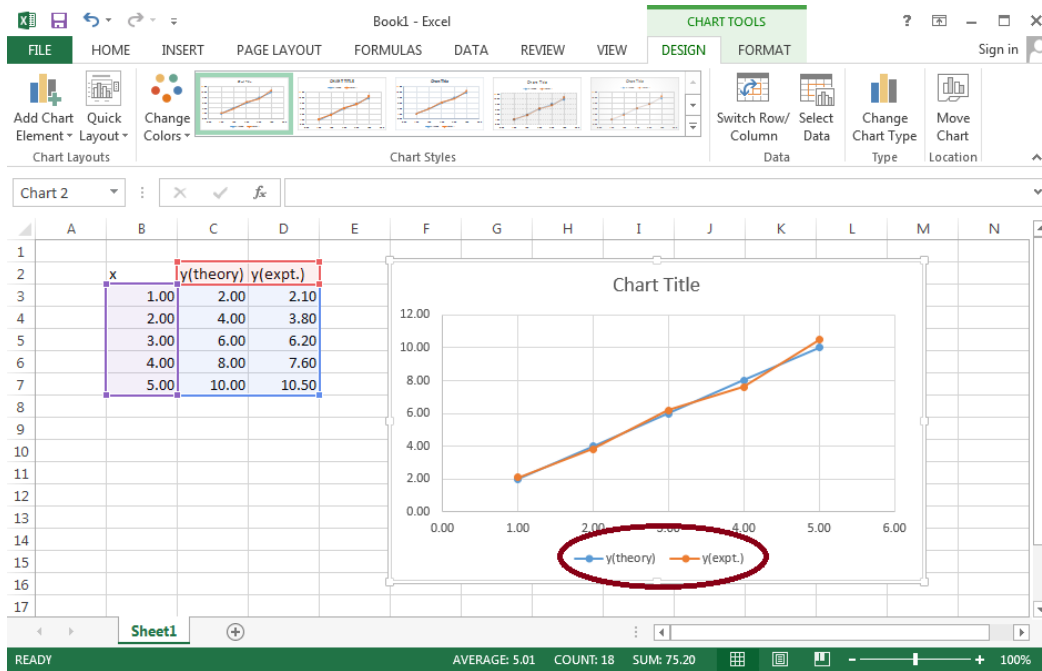 Book1 - Excel
CHART TOOLS
?
FILE HOME INSERT PAGE LAYOUT FORMULAS DATA REVIEW VIEW DESIGN FORMAT Sign in
Add Chart Element
Quick Layout
Change Colors
Switch Row/ Column
Select Data
Change Chart Type
Move Chart
Chart Layouts Chart Styles Data Type Location
Chart 2 fx
A B C D E F G H I J K L M N
1
2 x y(theory) y(expt.)
3 1.00 2.00 2.10
4 2.00 4.00 3.80
5 3.00 6.00 6.20
6 4.00 8.00 7.60
7 5.00 10.00 10.50
8
9
10
11
12
13
14
15
16
17
Chart Title
12.00
10.00
8.00
6.00
4.00
2.00
0.00
0.00 1.00 2.00 3.00 4.00 5.00 6.00
y(theory) y(expt.)
Sheet1
READY AVERAGE: 5.01 COUNT: 18 SUM: 75.20 100%